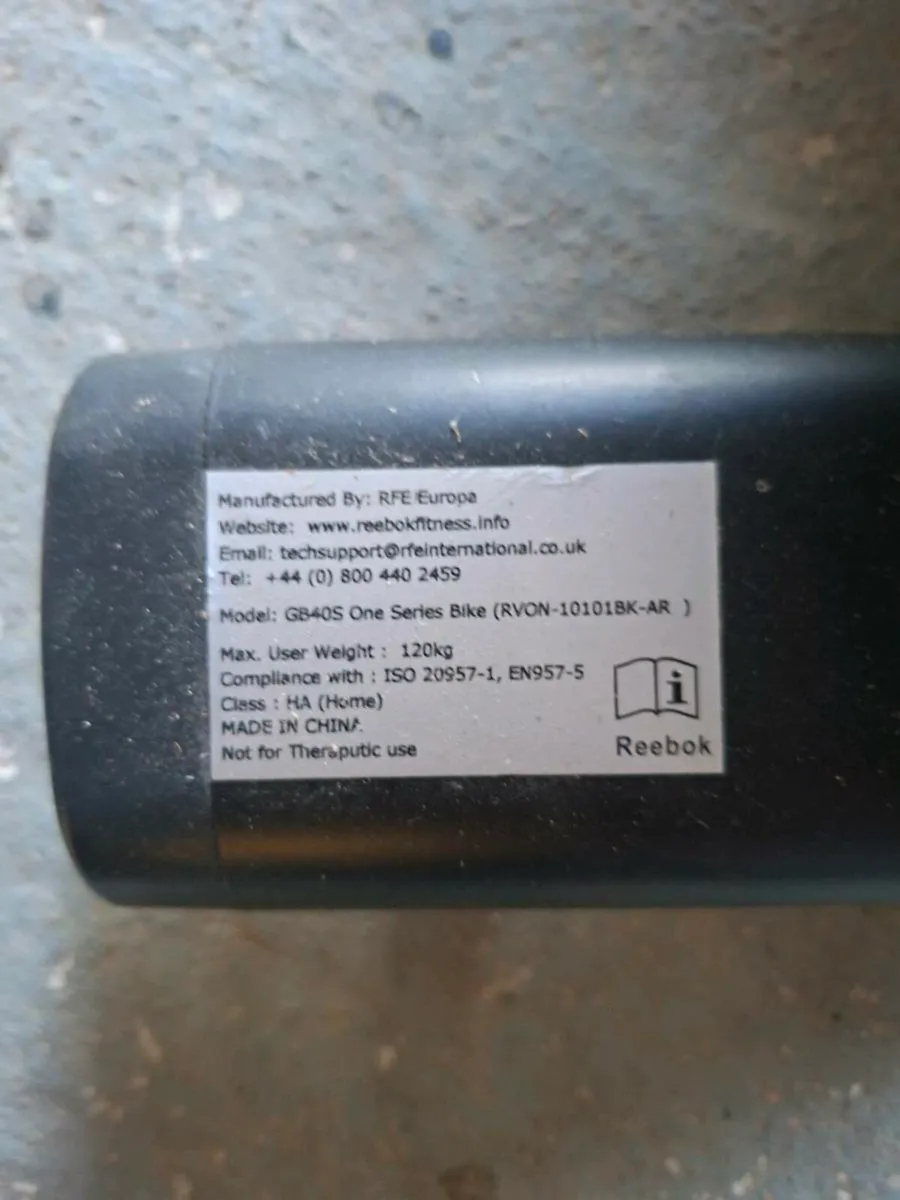 Manufactured By: RFE Europa
Website: www.reebokfitness.info
Email: techsupport@rfeinternational.co.uk
Tel: +44 (0) 800 440 2459
Model: GB40S One Series Bike (RVON-10101BK-AR )
Max. User Weight : 120kg
Compliance with : ISO 20957-1, EN957-5
Class : HA (Home)
MADE IN CHINA.
Not for Theraputic use
i
Reebok